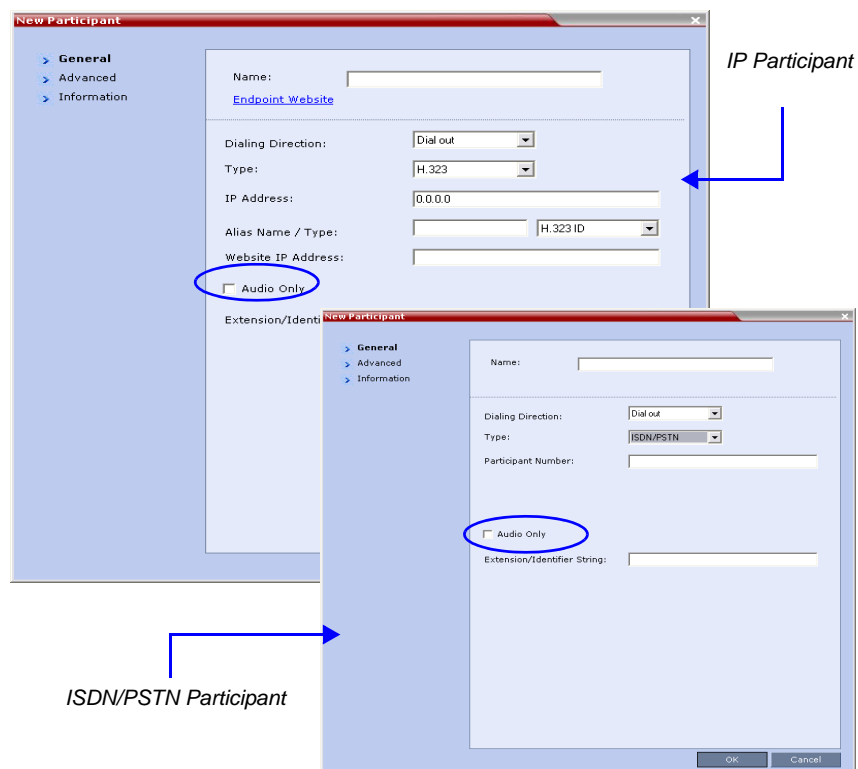 New Participant
General
Advanced
Information
Name:
Endpoint Website
Dialing Direction: Dial out
Type: H.323
IP Address: 0.0.0.0
Alias Name / Type: H.323 ID
Website IP Address:
Audio Only
Extension/Identi
IP Participant
New Participant
General
Advanced
Information
Name:
Dialing Direction: Dial out
Type: ISDN/PSTN
Participant Number:
Audio Only
Extension/Identifier String:
OK Cancel
ISDN/PSTN Participant